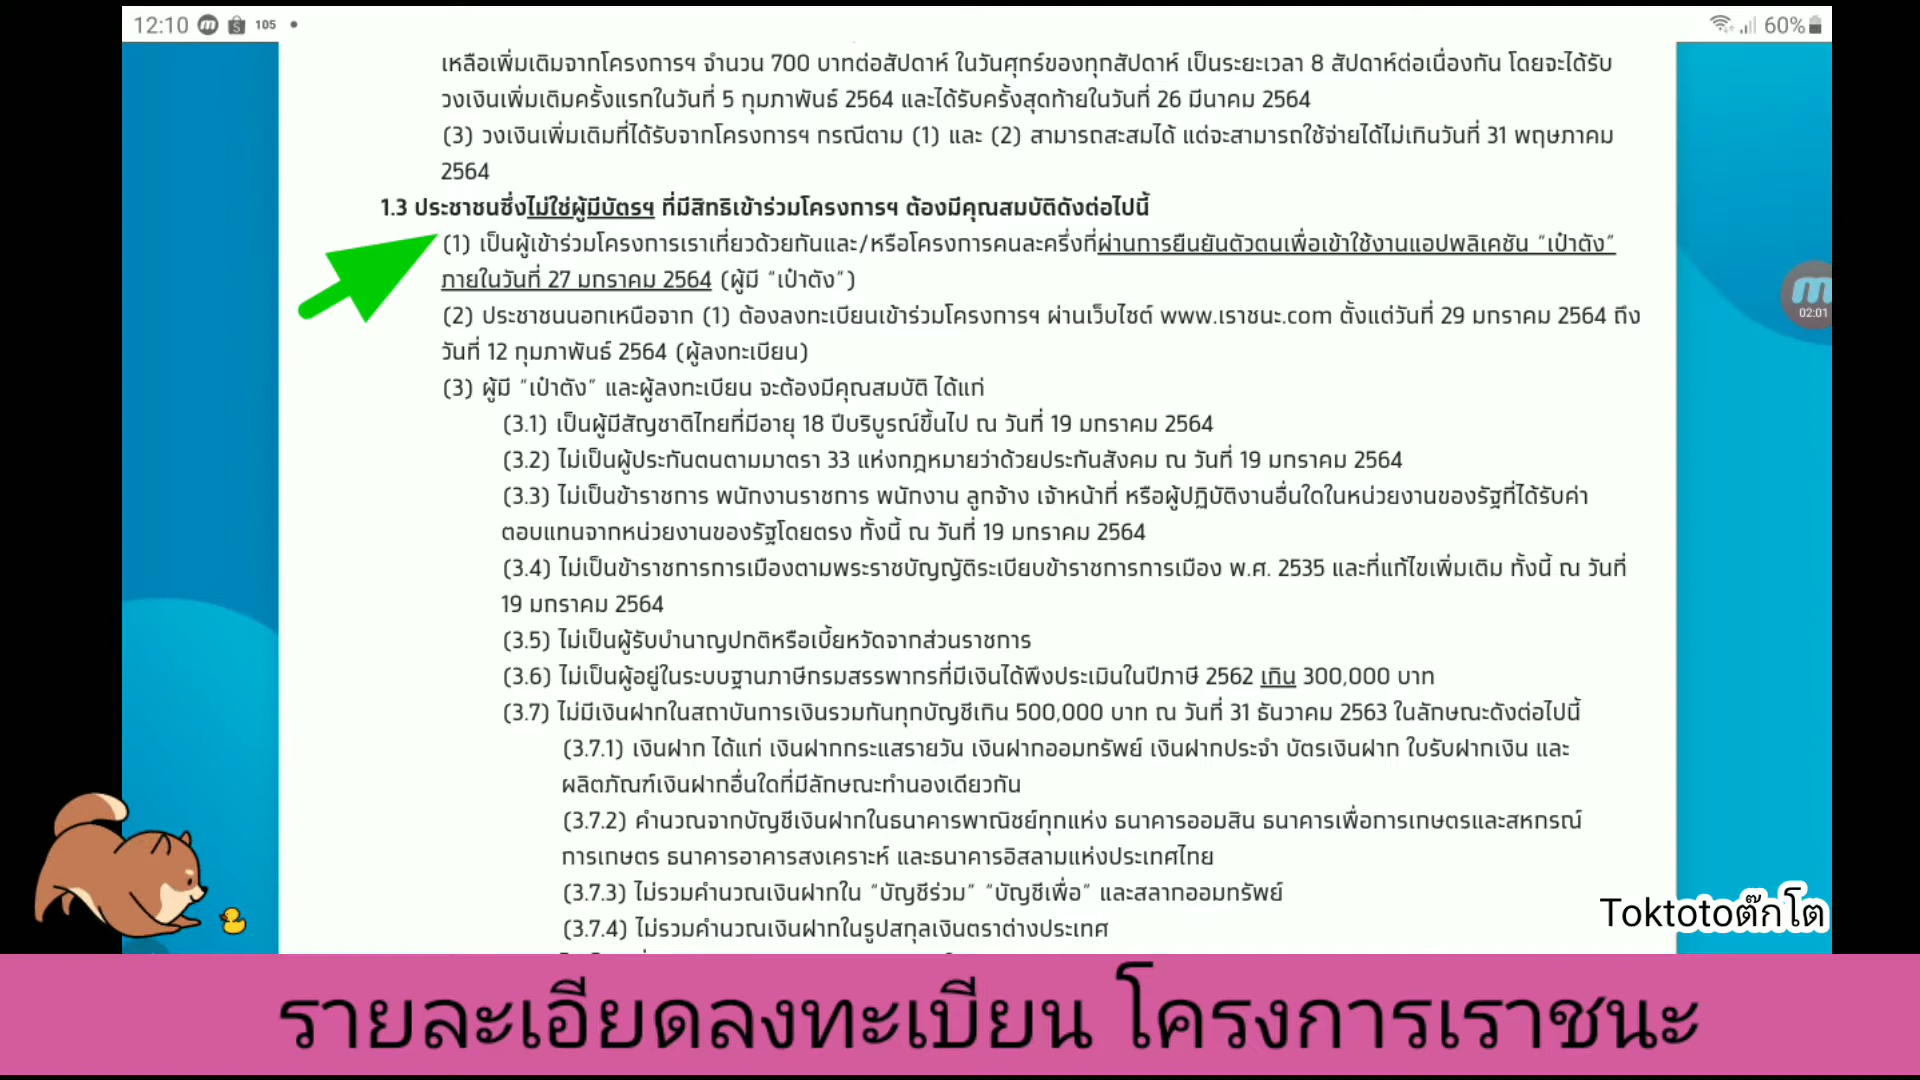 12:10 105 60%
เหลือเพิ่มเติมจากโครงการฯ จำนวน 700 บาทต่อสัปดาห์ ในวันศุกร์ของทุกสัปดาห์ เป็นระยะเวลา 8 สัปดาห์ต่อเนื่องกัน โดยจะได้รับ
วงเงินเพิ่มเติมครั้งแรกในวันที่ 5 กุมภาพันธ์ 2564 และได้รับครั้งสุดท้ายในวันที่ 26 มีนาคม 2564
(3) วงเงินเพิ่มเติมที่ได้รับจากโครงการฯ กรณีตาม (1) และ (2) สามารถสะสมได้ แต่จะสามารถใช้จ่ายได้ไม่เกินวันที่ 31 พฤษภาคม
2564
1.3 ประชาชนซึ่งไม่ใช่ผู้มีบัตรฯ ที่มีสิทธิเข้าร่วมโครงการฯ ต้องมีคุณสมบัติดังต่อไปนี้
(1) เป็นผู้เข้าร่วมโครงการเราเที่ยวด้วยกันและ/หรือโครงการคนละครึ่งที่ผ่านการยืนยันตัวตนเพื่อเข้าใช้งานแอปพลิเคชัน “เป๋าตัง”
ภายในวันที่ 27 มกราคม 2564 (ผู้มี “เป๋าตัง”)
(2) ประชาชนนอกเหนือจาก (1) ต้องลงทะเบียนเข้าร่วมโครงการฯ ผ่านเว็บไซต์ www.เราชนะ.com ตั้งแต่วันที่ 29 มกราคม 2564 ถึง
วันที่ 12 กุมภาพันธ์ 2564 (ผู้ลงทะเบียน)
02:01
(3) ผู้มี “เป๋าตัง” และผู้ลงทะเบียน จะต้องมีคุณสมบัติ ได้แก่
(3.1) เป็นผู้มีสัญชาติไทยที่มีอายุ 18 ปีบริบูรณ์ขึ้นไป ณ วันที่ 19 มกราคม 2564
(3.2) ไม่เป็นผู้ประกันตนตามมาตรา 33 แห่งกฎหมายว่าด้วยประกันสังคม ณ วันที่ 19 มกราคม 2564
(3.3) ไม่เป็นข้าราชการ พนักงานราชการ พนักงาน ลูกจ้าง เจ้าหน้าที่ หรือผู้ปฏิบัติงานอื่นใดในหน่วยงานของรัฐที่ได้รับค่า
ตอบแทนจากหน่วยงานของรัฐโดยตรง ทั้งนี้ ณ วันที่ 19 มกราคม 2564
(3.4) ไม่เป็นข้าราชการการเมืองตามพระราชบัญญัติระเบียบข้าราชการการเมือง พ.ศ. 2535 และที่แก้ไขเพิ่มเติม ทั้งนี้ ณ วันที่
19 มกราคม 2564
(3.5) ไม่เป็นผู้รับบำนาญปกติหรือเบี้ยหวัดจากส่วนราชการ
(3.6) ไม่เป็นผู้อยู่ในระบบฐานภาษีกรมสรรพากรที่มีเงินได้พึงประเมินในปีภาษี 2562 เกิน 300,000 บาท
(3.7) ไม่มีเงินฝากในสถาบันการเงินรวมกันทุกบัญชีเกิน 500,000 บาท ณ วันที่ 31 ธันวาคม 2563 ในลักษณะดังต่อไปนี้
(3.7.1) เงินฝาก ได้แก่ เงินฝากกระแสรายวัน เงินฝากออมทรัพย์ เงินฝากประจำ บัตรเงินฝาก ใบรับฝากเงิน และ
ผลิตภัณฑ์เงินฝากอื่นใดที่มีลักษณะทำนองเดียวกัน
(3.7.2) คำนวณจากบัญชีเงินฝากในธนาคารพาณิชย์ทุกแห่ง ธนาคารออมสิน ธนาคารเพื่อการเกษตรและสหกรณ์
การเกษตร ธนาคารอาคารสงเคราะห์ และธนาคารอิสลามแห่งประเทศไทย
(3.7.3) ไม่รวมคำนวณเงินฝากใน “บัญชีร่วม” “บัญชีเพื่อ” และสลากออมทรัพย์
(3.7.4) ไม่รวมคำนวณเงินฝากในรูปสกุลเงินตราต่างประเทศ
Toktotoต๊กโต
รายละเอียดลงทะเบียน โครงการเราชนะ